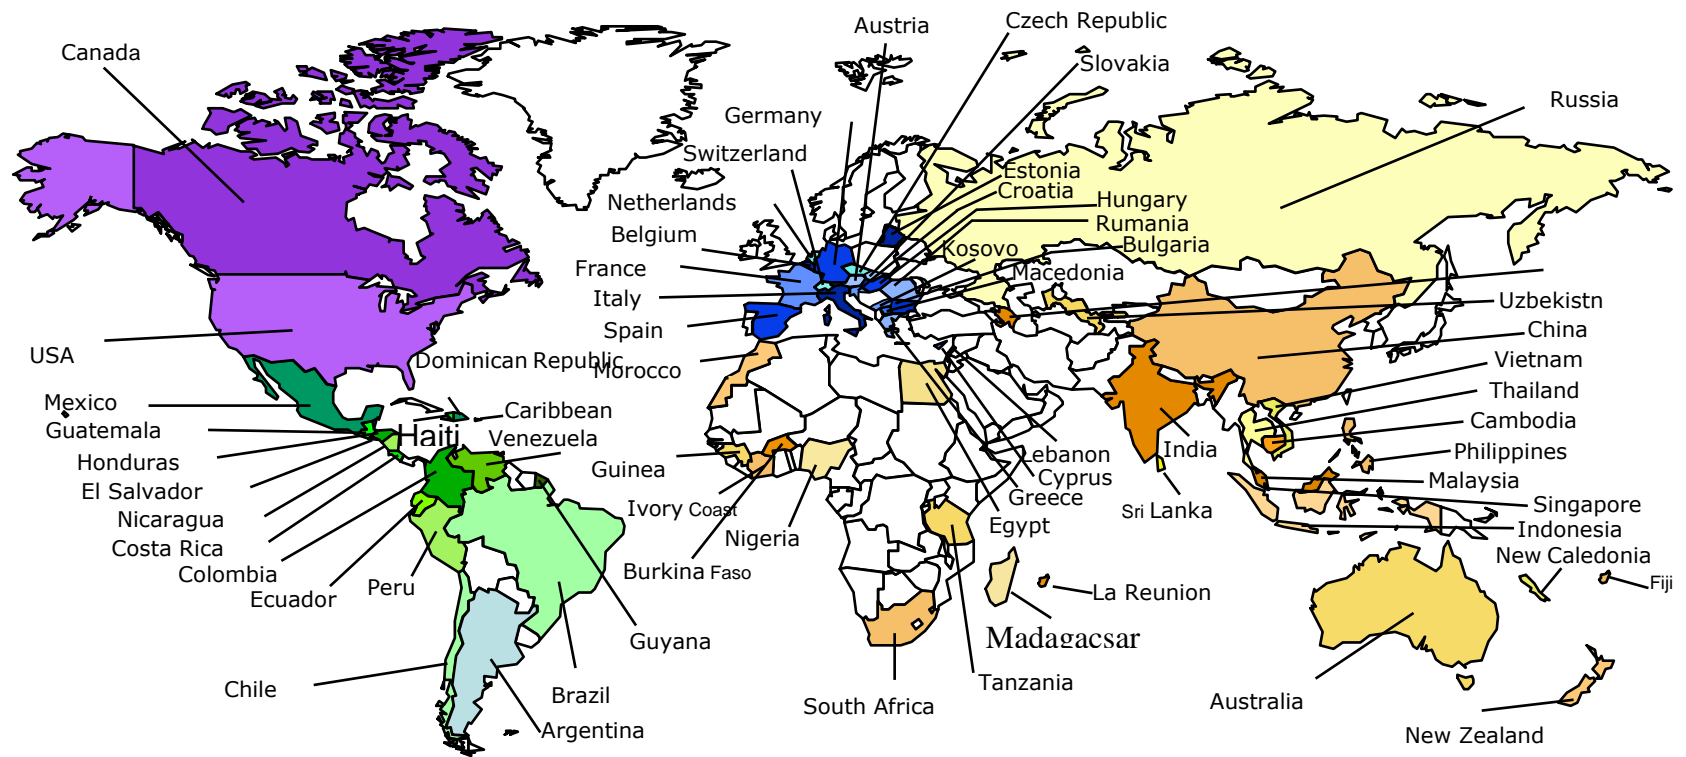 Austria
Czech Republic
Canada
Slovakia
Russia
Germany
Switzerland
Estonia
Croatia
Netherlands
Hungary
Rumania
Belgium
Kosovo
Bulgaria
France
Macedonia
Italy
Uzbekistn
Spain
China
USA
Dominican Republic
Morocco
Vietnam
Thailand
Mexico
Caribbean
Cambodia
Guatemala
Haiti
Venezuela
India
Philippines
Honduras
Guinea
Lebanon
Cyprus
Malaysia
El Salvador
Greece
Singapore
Nicaragua
Ivory Coast
Sri Lanka
Egypt
Indonesia
Costa Rica
Nigeria
New Caledonia
Colombia
Burkina Faso
Peru
Fiji
Ecuador
La Reunion
Guyana
Madagacsar
Chile
Brazil
Tanzania
Argentina
South Africa
Australia
New Zealand